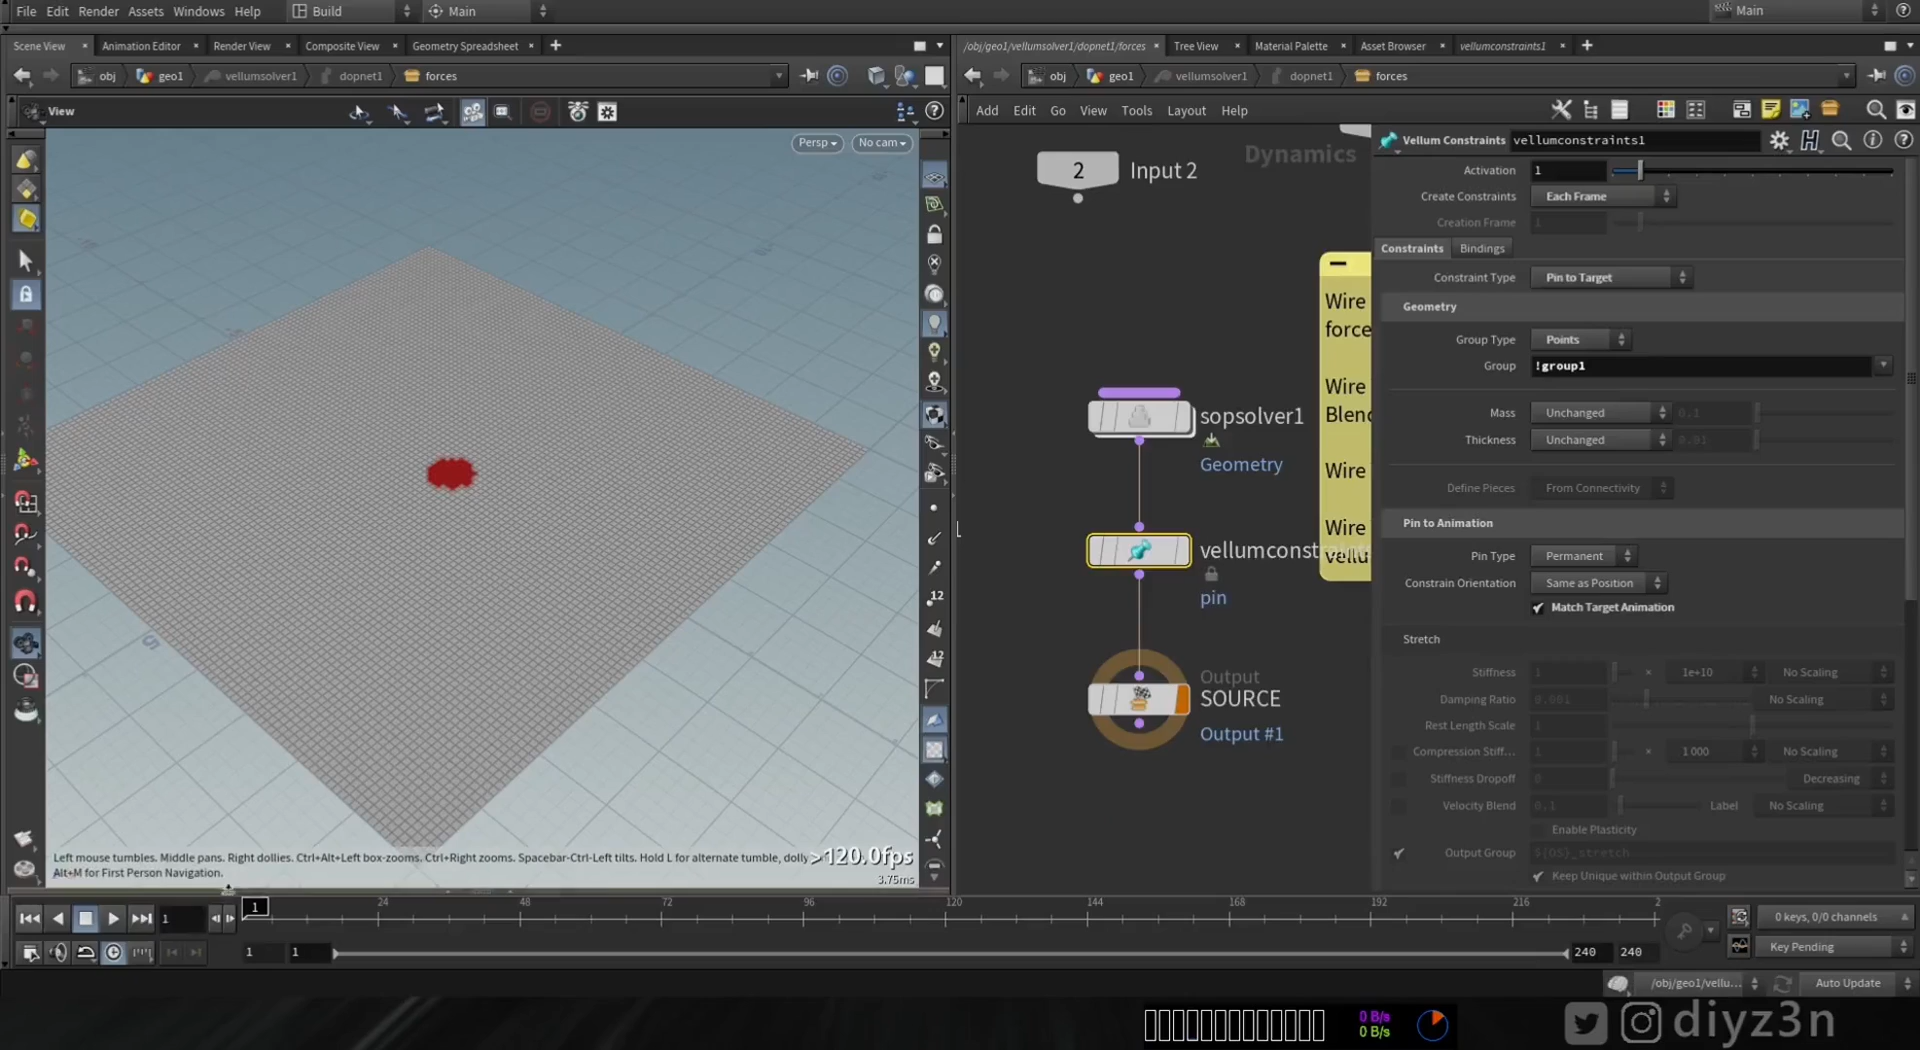 File Edit Render Assets Windows Help Build Main Main
Scene View Animation Editor Render View Composite View Geometry Spreadsheet
/obj/geo1/vellumsolver1/dopnet1/forces Tree View Material Palette Asset Browser vellumconstraints1
obj geo1 vellumsolver1 dopnet1 forces
obj geo1 vellumsolver1 dopnet1 forces
View
Add Edit Go View Tools Layout Help
Persp No cam
2 Input 2
Dynamics
Wire
force
Wire
Blend
Wire
Wire
vellu
sopsolver1
Geometry
vellumconstraints
pin
Output
SOURCE
Output #1
Vellum Constraints vellumconstraints1
Activation 1
Create Constraints Each Frame
Creation Frame 1
Constraints Bindings
Constraint Type Pin to Target
Geometry
Group Type Points
Group !group1
Mass Unchanged 0.1
Thickness Unchanged 0.01
Define Pieces From Connectivity
Pin to Animation
Pin Type Permanent
Constrain Orientation Same as Position
Match Target Animation
Stretch
Stiffness 1 × 1e+10 No Scaling
Damping Ratio 0.001 No Scaling
Rest Length Scale 1
Compression Stiff... 1 × 1 000 No Scaling
Stiffness Dropoff 0 Decreasing
Velocity Blend 0.1 Label No Scaling
Enable Plasticity
Output Group ${OS}_stretch
Keep Unique within Output Group
12
12
5
Left mouse tumbles. Middle pans. Right dollies. Ctrl+Alt+Left box-zooms. Ctrl+Right zooms. Spacebar-Ctrl-Left tilts. Hold L for alternate tumble, dolly
Alt+M for First Person Navigation.
>120.0fps
3.75ms
1 1 24 48 72 96 120 144 168 192 216 2
1 1 240 240
0 keys, 0/0 channels
Key Pending
/obj/geo1/vellu... Auto Update
0 B/s
0 B/s
diyz3n